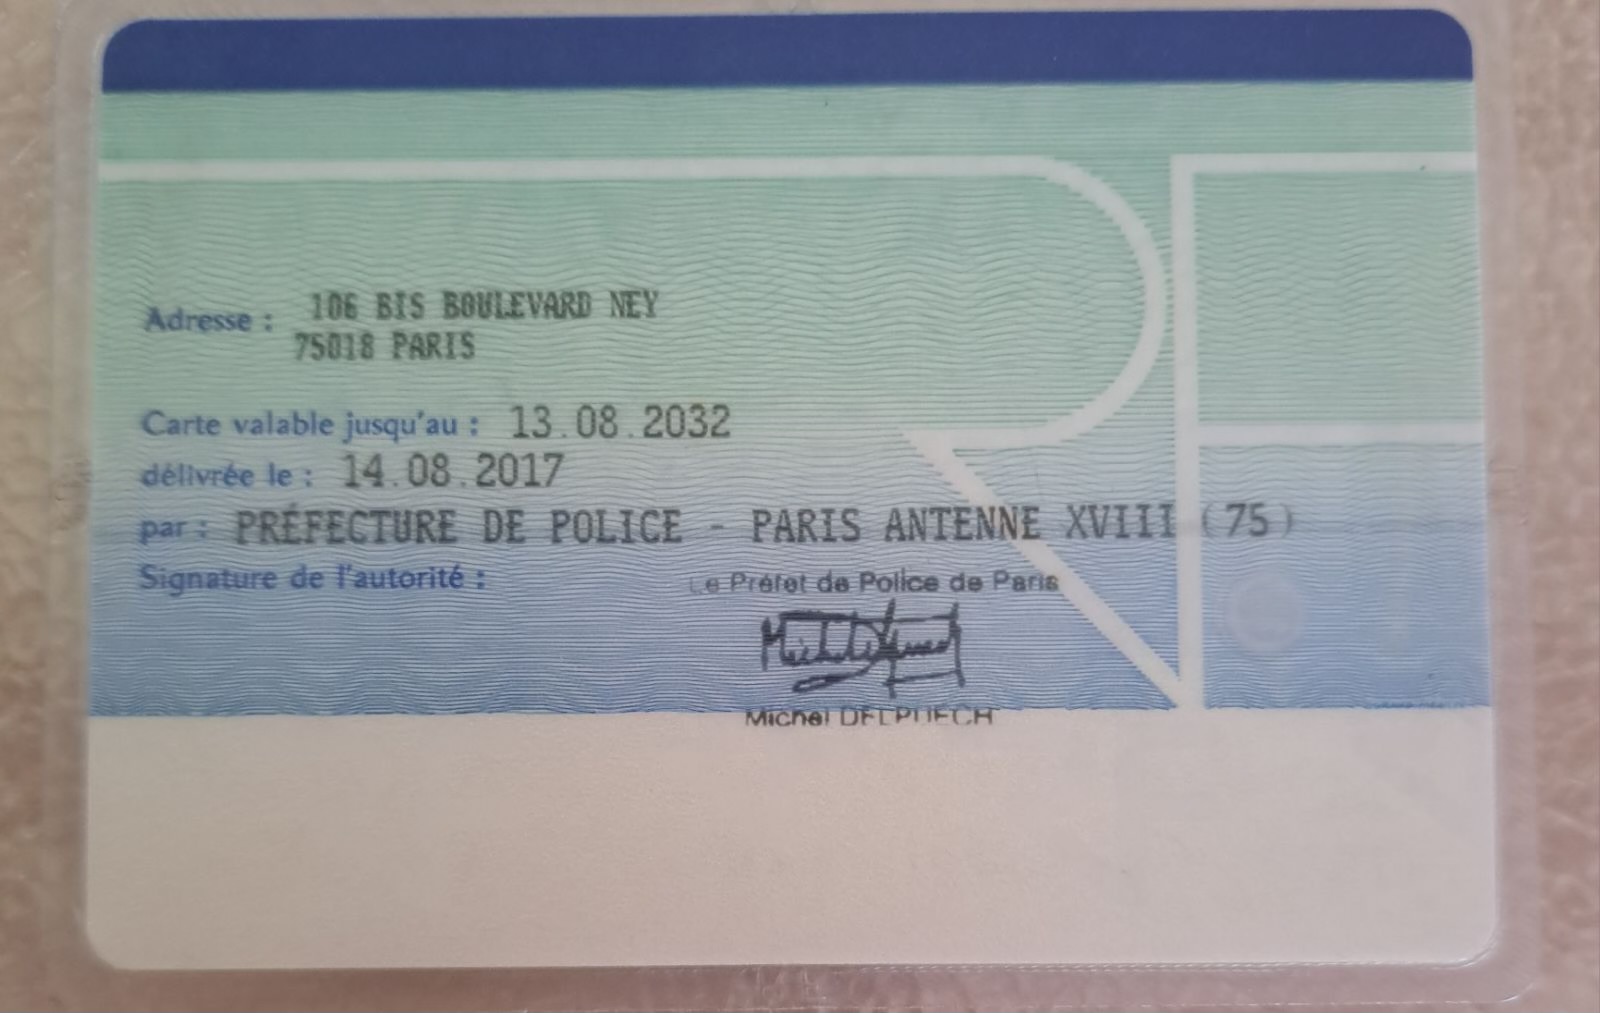 Adresse : 106 BIS BOULEVARD NEY
75018 PARIS
Carte valable jusqu'au : 13.08.2032
délivrée le : 14.08.2017
par : PRÉFECTURE DE POLICE - PARIS ANTENNE XVIII (75)
Signature de l'autorité :
Le Préfet de Police de Paris
Michel DELPUECH
RF